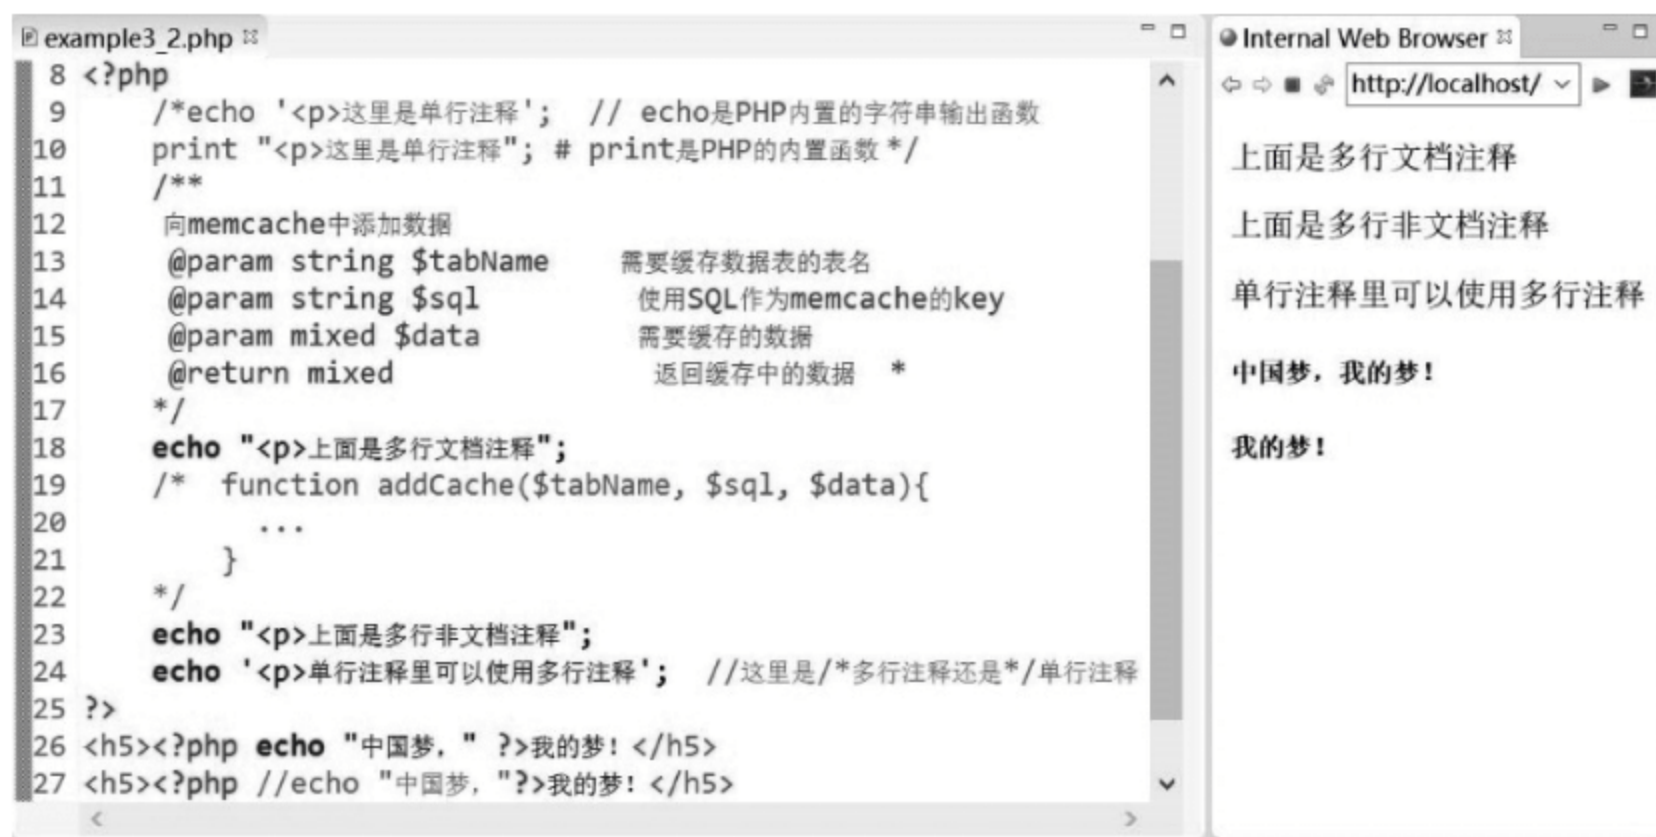 example3_2.php
8 <?php
9 /*echo '<p>这里是单行注释'; // echo是PHP内置的字符串输出函数
10 print "<p>这里是单行注释"; # print是PHP的内置函数 */
11 /**
12 向memcache中添加数据
13 @param string $tabName 需要缓存数据表的表名
14 @param string $sql 使用SQL作为memcache的key
15 @param mixed $data 需要缓存的数据
16 @return mixed 返回缓存中的数据 *
17 */
18 echo "<p>上面是多行文档注释";
19 /* function addCache($tabName, $sql, $data){
20 ...
21 }
22 */
23 echo "<p>上面是多行非文档注释";
24 echo '<p>单行注释里可以使用多行注释'; //这里是/*多行注释还是*/单行注释
25 ?>
26 <h5><?php echo "中国梦，" ?>我的梦！</h5>
27 <h5><?php //echo "中国梦，"?>我的梦！</h5>
Internal Web Browser
http://localhost/
上面是多行文档注释
上面是多行非文档注释
单行注释里可以使用多行注释
中国梦，我的梦！
我的梦！